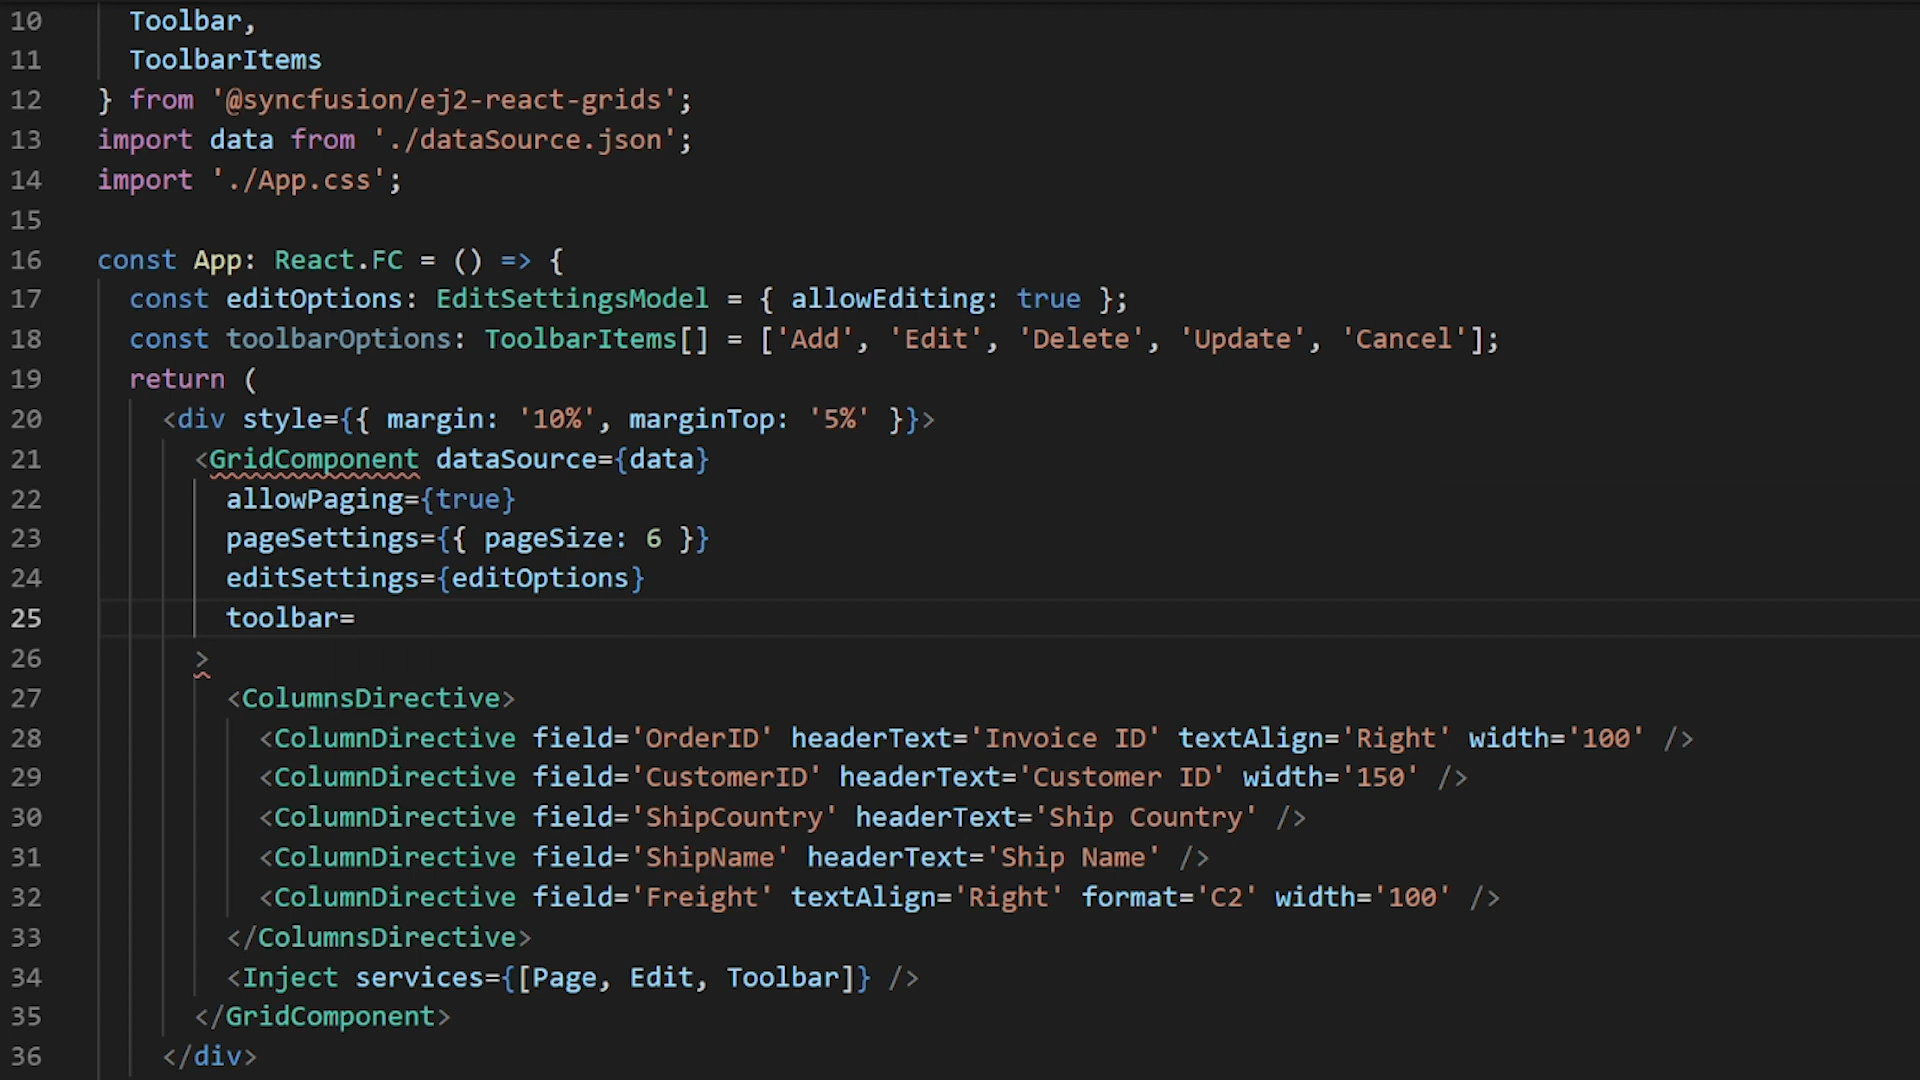 10 Toolbar,
11 ToolbarItems
12 } from '@syncfusion/ej2-react-grids';
13 import data from './dataSource.json';
14 import './App.css';
15
16 const App: React.FC = () => {
17 const editOptions: EditSettingsModel = { allowEditing: true };
18 const toolbarOptions: ToolbarItems[] = ['Add', 'Edit', 'Delete', 'Update', 'Cancel'];
19 return (
20 <div style={{ margin: '10%', marginTop: '5%' }}>
21 <GridComponent dataSource={data}
22 allowPaging={true}
23 pageSettings={{ pageSize: 6 }}
24 editSettings={editOptions}
25 toolbar=
26 >
27 <ColumnsDirective>
28 <ColumnDirective field='OrderID' headerText='Invoice ID' textAlign='Right' width='100' />
29 <ColumnDirective field='CustomerID' headerText='Customer ID' width='150' />
30 <ColumnDirective field='ShipCountry' headerText='Ship Country' />
31 <ColumnDirective field='ShipName' headerText='Ship Name' />
32 <ColumnDirective field='Freight' textAlign='Right' format='C2' width='100' />
33 </ColumnsDirective>
34 <Inject services={[Page, Edit, Toolbar]} />
35 </GridComponent>
36 </div>